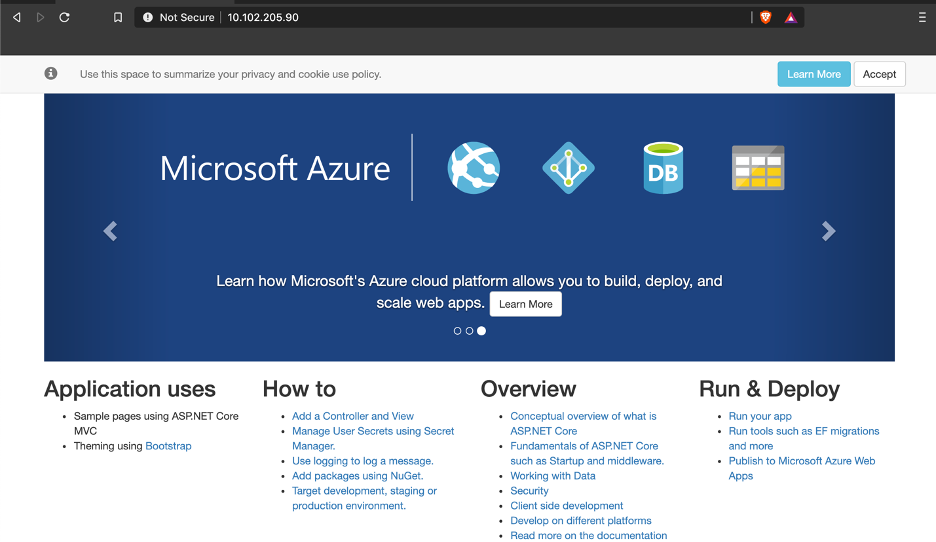 Not Secure 10.102.205.90
Use this space to summarize your privacy and cookie use policy.
Learn More
Accept
Microsoft Azure
DB
Learn how Microsoft's Azure cloud platform allows you to build, deploy, and
scale web apps. Learn More
Application uses
Sample pages using ASP.NET Core
MVC
Theming using Bootstrap
How to
Add a Controller and View
Manage User Secrets using Secret
Manager.
Use logging to log a message.
Add packages using NuGet.
Target development, staging or
production environment.
Overview
Conceptual overview of what is
ASP.NET Core
Fundamentals of ASP.NET Core
such as Startup and middleware.
Working with Data
Security
Client side development
Develop on different platforms
Read more on the documentation
Run & Deploy
Run your app
Run tools such as EF migrations
and more
Publish to Microsoft Azure Web
Apps